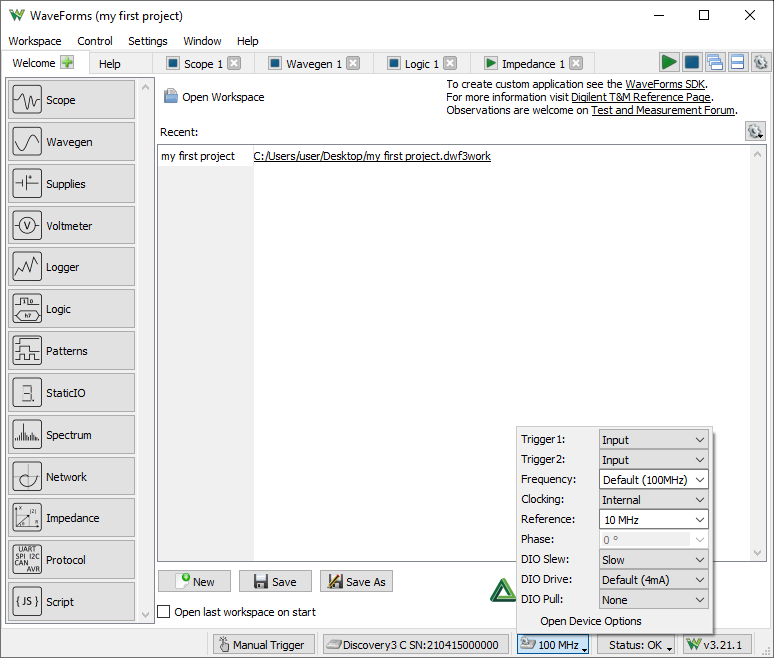 WaveForms (my first project)
Workspace Control Settings Window Help
Welcome Help Scope 1 Wavegen 1 Logic 1 Impedance 1
Scope
Wavegen
Supplies
Voltmeter
Logger
Logic
Patterns
StaticIO
Spectrum
Network
Impedance
UART
SPI I2C
CAN
AVR
Protocol
{JS} Script
Open Workspace
To create custom application see the WaveForms SDK.
For more information visit Digilent T&M Reference Page.
Observations are welcome on Test and Measurement Forum.
Recent:
my first project C:/Users/user/Desktop/my first project.dwf3work
Trigger1: Input
Trigger2: Input
Frequency: Default (100MHz)
Clocking: Internal
Reference: 10 MHz
Phase: 0 °
DIO Slew: Slow
DIO Drive: Default (4mA)
DIO Pull: None
Open Device Options
New Save Save As
Open last workspace on start
Manual Trigger Discovery3 C SN:210415000000 100 MHz Status: OK v3.21.1